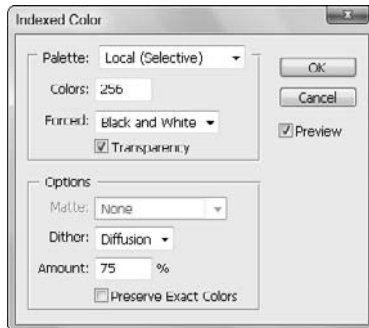 Indexed Color
Palette: Local (Selective)
Colors: 256
Forced: Black and White
Transparency
Options
Matte: None
Dither: Diffusion
Amount: 75 %
Preserve Exact Colors
OK
Cancel
Preview